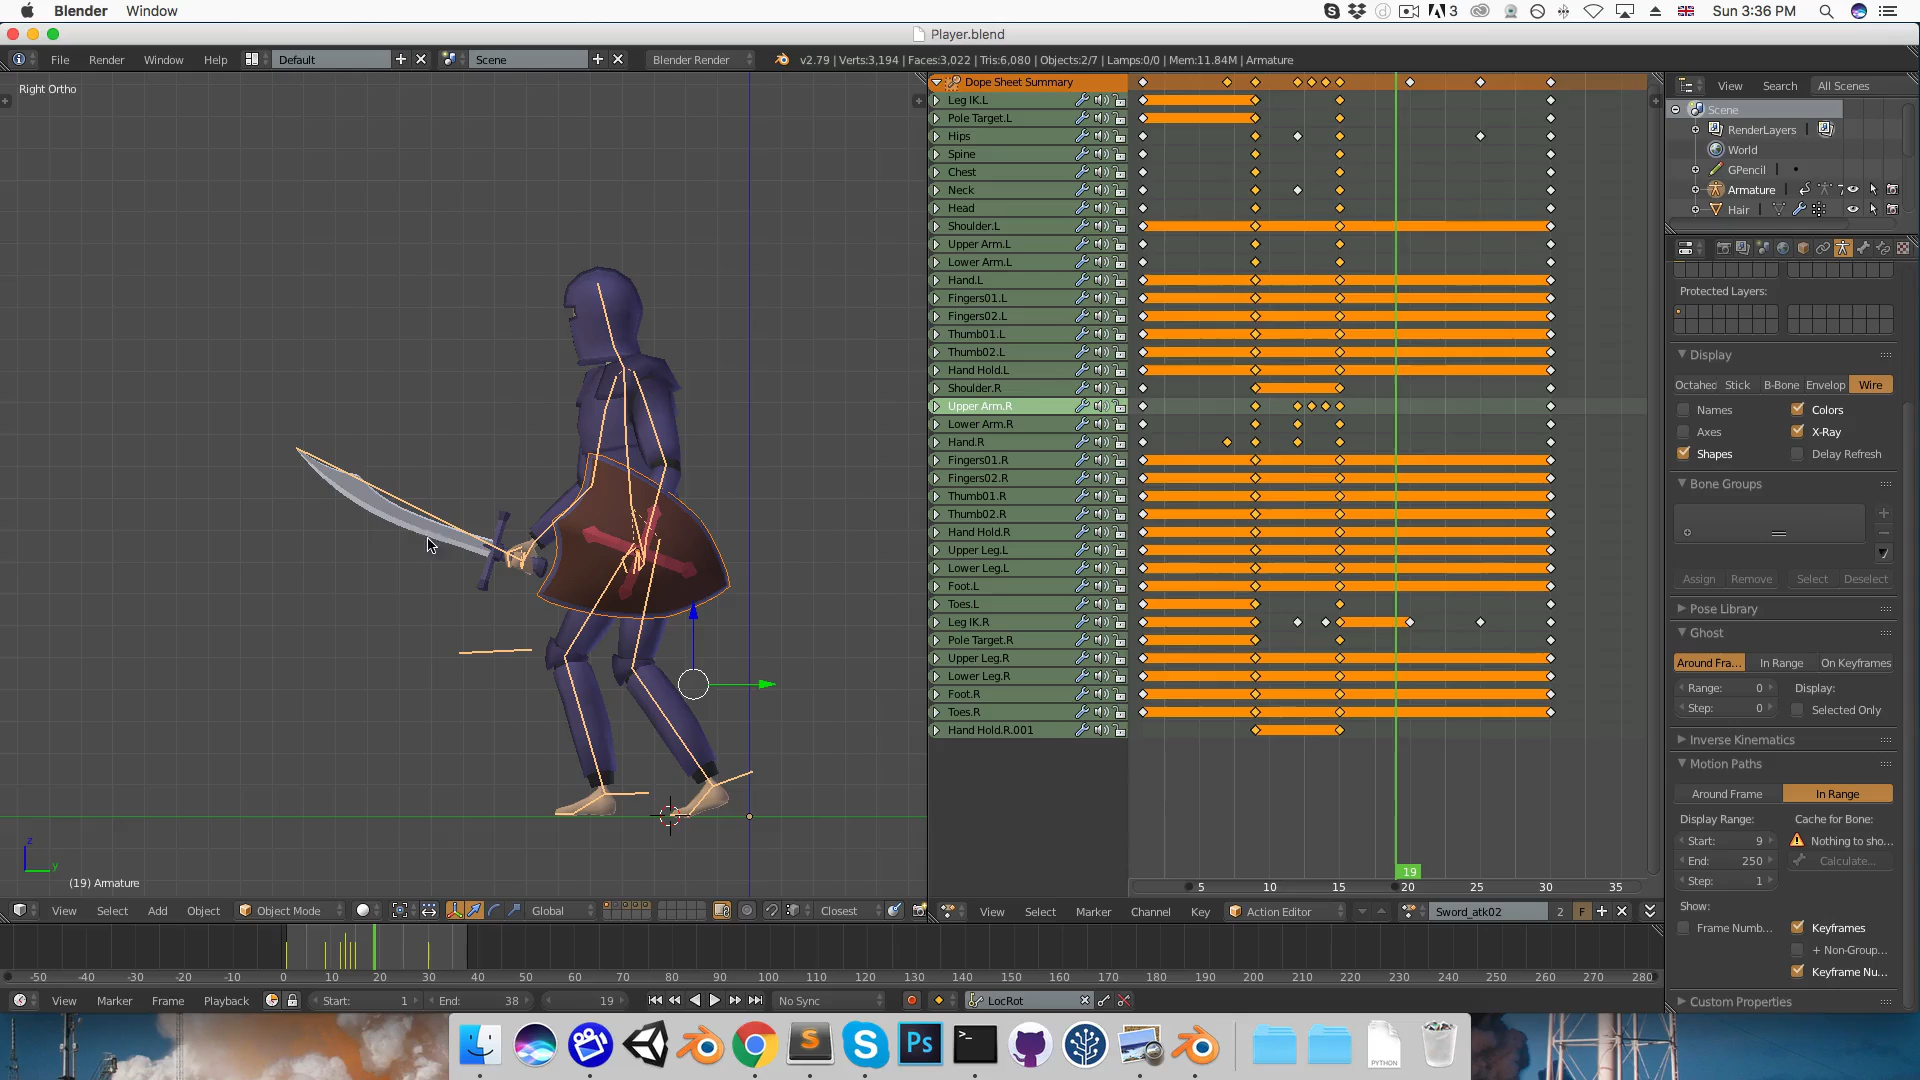 Blender Window
3 Sun 3:36 PM
Player.blend
File Render Window Help Default Scene Blender Render v2.79 | Verts:3,194 | Faces:3,022 | Tris:6,080 | Objects:2/7 | Lamps:0/0 | Mem:11.84M | Armature
Right Ortho
Dope Sheet Summary
Leg IK.L
Pole Target.L
Hips
Spine
Chest
Neck
Head
Shoulder.L
Upper Arm.L
Lower Arm.L
Hand.L
Fingers01.L
Fingers02.L
Thumb01.L
Thumb02.L
Hand Hold.L
Shoulder.R
Upper Arm.R
Lower Arm.R
Hand.R
Fingers01.R
Fingers02.R
Thumb01.R
Thumb02.R
Hand Hold.R
Upper Leg.L
Lower Leg.L
Foot.L
Toes.L
Leg IK.R
Pole Target.R
Upper Leg.R
Lower Leg.R
Foot.R
Toes.R
Hand Hold.R.001
19
5 10 15 20 25 30 35
View Search All Scenes
Scene
RenderLayers
World
GPencil
Armature
Hair
Protected Layers:
Display
Octahed Stick B-Bone Envelop Wire
Names Colors
Axes X-Ray
Shapes Delay Refresh
Bone Groups
Assign Remove Select Deselect
Pose Library
Ghost
Around Fra... In Range On Keyframes
Range: 0 Display:
Step: 0 Selected Only
Inverse Kinematics
Motion Paths
Around Frame In Range
Display Range: Cache for Bone:
Start: 9 Nothing to sho...
End: 250 Calculate...
Step: 1
Show:
Frame Numb... Keyframes
+ Non-Group...
Keyframe Nu...
Custom Properties
z
y
(19) Armature
View Select Add Object Object Mode Global Closest
View Select Marker Channel Key Action Editor Sword_atk02 2 F
-50 -40 -30 -20 -10 0 10 20 30 40 50 60 70 80 90 100 110 120 130 140 150 160 170 180 190 200 210 220 230 240 250 260 270 280
View Marker Frame Playback Start: 1 End: 38 19 No Sync LocRot
S
S
Ps
PYTHON